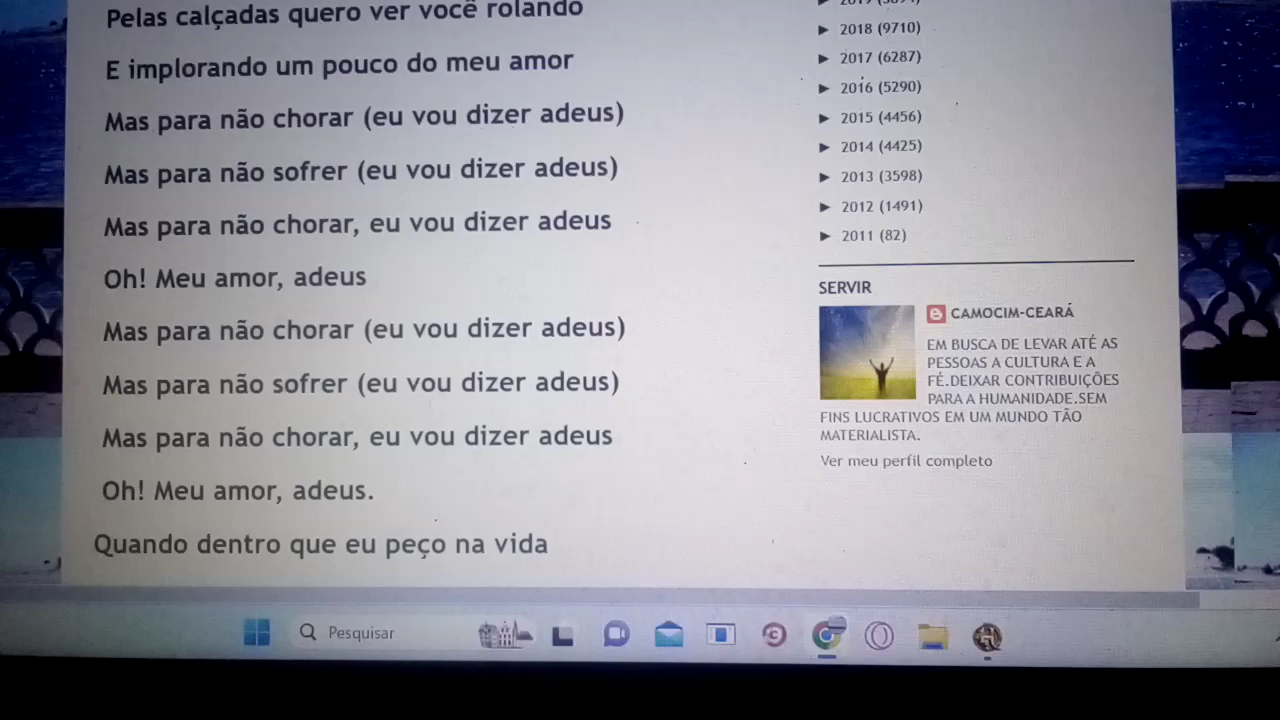 Pelas calçadas quero ver você rolando
E implorando um pouco do meu amor
Mas para não chorar (eu vou dizer adeus)
Mas para não sofrer (eu vou dizer adeus)
Mas para não chorar, eu vou dizer adeus
Oh! Meu amor, adeus
Mas para não chorar (eu vou dizer adeus)
Mas para não sofrer (eu vou dizer adeus)
Mas para não chorar, eu vou dizer adeus
Oh! Meu amor, adeus.
Quando dentro que eu peço na vida
► 2018 (9710)
► 2017 (6287)
► 2016 (5290)
► 2015 (4456)
► 2014 (4425)
► 2013 (3598)
► 2012 (1491)
► 2011 (82)
SERVIR
CAMOCIM-CEARÁ
EM BUSCA DE LEVAR ATÉ AS
PESSOAS A CULTURA E A
FÉ.DEIXAR CONTRIBUIÇÕES
PARA A HUMANIDADE.SEM
FINS LUCRATIVOS EM UM MUNDO TÃO
MATERIALISTA.
Ver meu perfil completo
Pesquisar